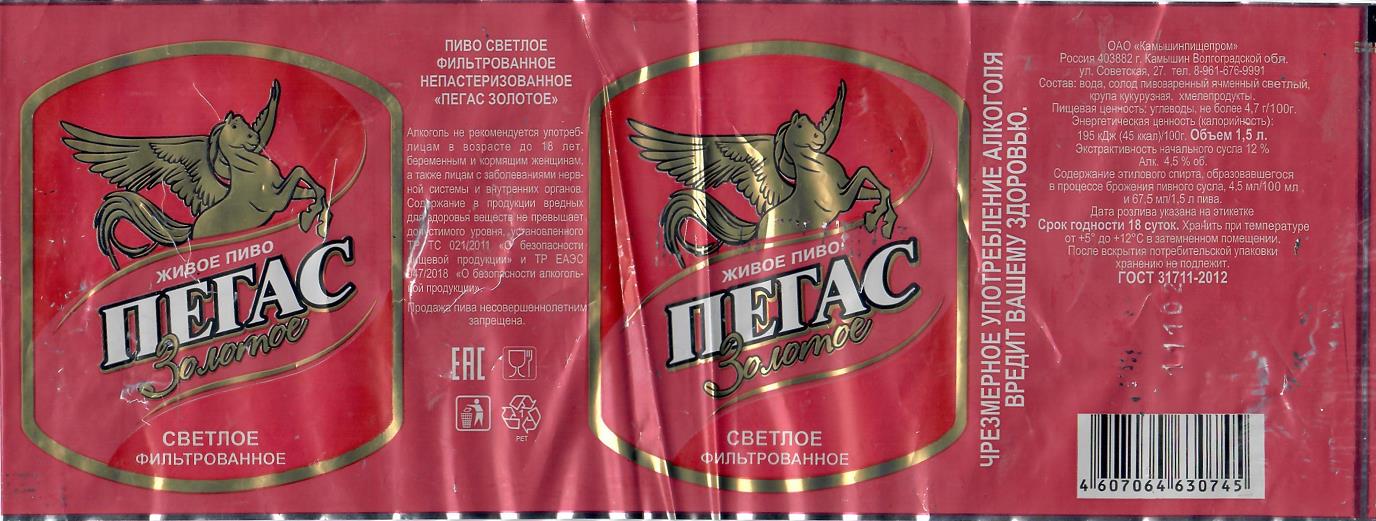 ЖИВОЕ ПИВО
ПЕГАС
Золотое
СВЕТЛОЕ
ФИЛЬТРОВАННОЕ
ПИВО СВЕТЛОЕ
ФИЛЬТРОВАННОЕ
НЕПАСТЕРИЗОВАННОЕ
«ПЕГАС ЗОЛОТОЕ»
Алкоголь не рекомендуется употреб-
лицам в возрасте до 18 лет,
беременным и кормящим женщинам,
а также лицам с заболеваниями нерв-
ной системы и внутренних органов.
Содержание в продукции вредных
для здоровья веществ не превышает
допустимого уровня, установленного
ТР ТС 021/2011 «О безопасности
пищевой продукции» и ТР ЕАЭС
047/2018 «О безопасности алкоголь-
ной продукции».
Продажа пива несовершеннолетним
запрещена.
EAC
1
PET
ЖИВОЕ ПИВО
ПЕГАС
Золотое
СВЕТЛОЕ
ФИЛЬТРОВАННОЕ
ЧРЕЗМЕРНОЕ УПОТРЕБЛЕНИЕ АЛКОГОЛЯ
ВРЕДИТ ВАШЕМУ ЗДОРОВЬЮ.
ОАО «Камышинпищепром»
Россия 403882 г. Камышин Волгоградской обл.
ул. Советская, 27. тел. 8-961-676-9991
Состав: вода, солод пивоваренный ячменный светлый,
крупа кукурузная, хмелепродукты.
Пищевая ценность: углеводы, не более 4,7 г/100г.
Энергетическая ценность (калорийность):
195 кДж (45 ккал)/100г. Объем 1,5 л.
Экстрактивность начального сусла 12 %
Алк. 4,5 % об.
Содержание этилового спирта, образовавшегося
в процессе брожения пивного сусла, 4,5 мл/100 мл
и 67,5 мл/1,5 л пива.
Дата розлива указана на этикетке
Срок годности 18 суток. Хранить при температуре
от +5° до +12°С в затемненном помещении.
После вскрытия потребительской упаковки
хранению не подлежит.
ГОСТ 31711-2012
4 607064 630745